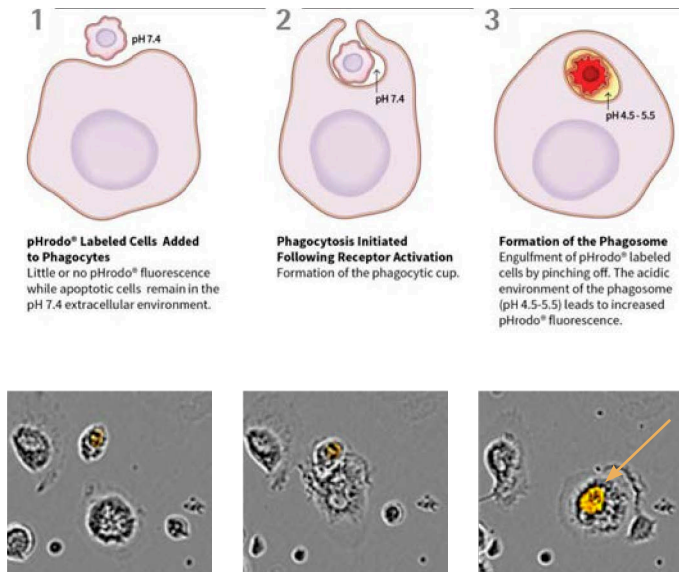 1
pH 7.4
2
pH 7.4
3
pH 4.5 - 5.5
pHrodo® Labeled Cells Added
to Phagocytes
Little or no pHrodo® fluorescence
while apoptotic cells remain in the
pH 7.4 extracellular environment.
Phagocytosis Initiated
Following Receptor Activation
Formation of the phagocytic cup.
Formation of the Phagosome
Engulfment of pHrodo® labeled
cells by pinching off. The acidic
environment of the phagosome
(pH 4.5-5.5) leads to increased
pHrodo® fluorescence.